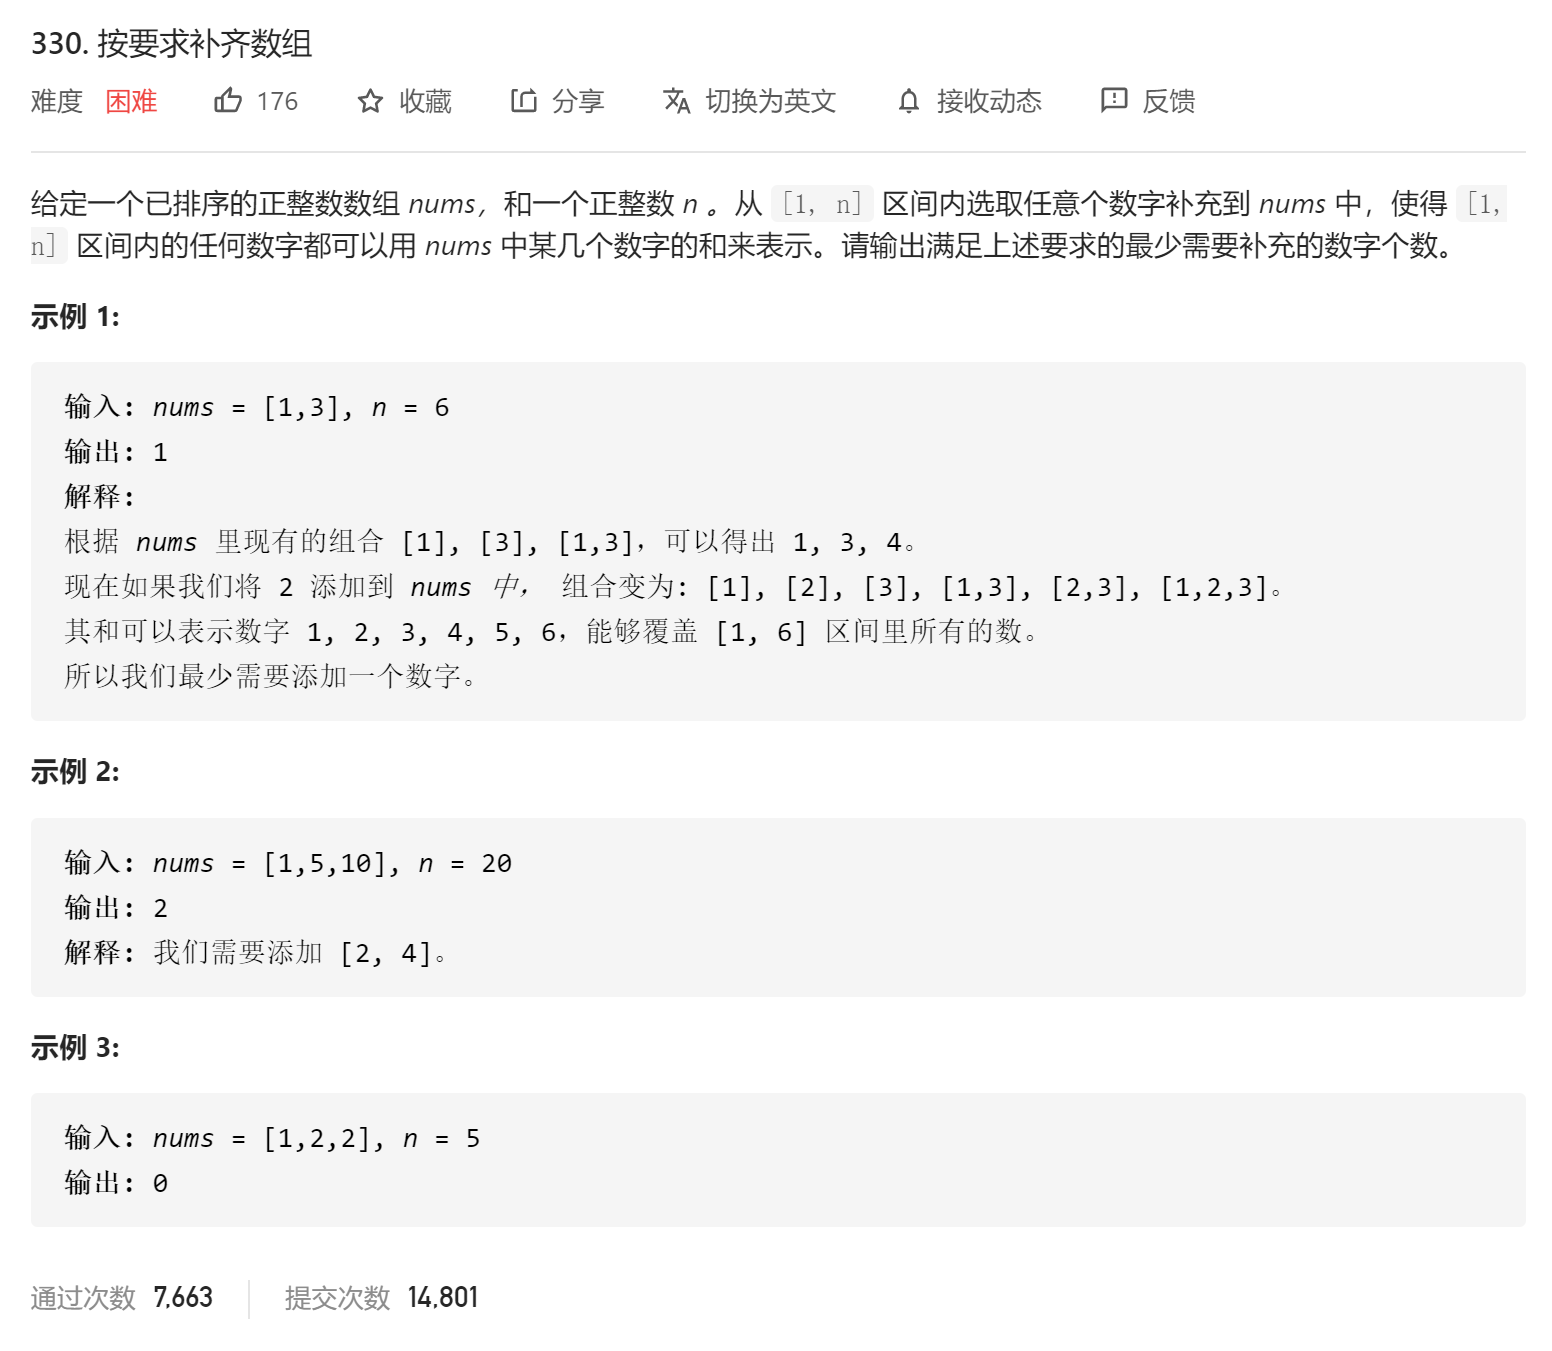 330. 按要求补齐数组
难度 困难 176 收藏 分享 切换为英文 接收动态 反馈
给定一个已排序的正整数数组 nums，和一个正整数 n 。从 [1, n] 区间内选取任意个数字补充到 nums 中，使得 [1,
n] 区间内的任何数字都可以用 nums 中某几个数字的和来表示。请输出满足上述要求的最少需要补充的数字个数。
示例 1:
输入: nums = [1,3], n = 6
输出: 1
解释:
根据 nums 里现有的组合 [1], [3], [1,3]，可以得出 1, 3, 4。
现在如果我们将 2 添加到 nums 中， 组合变为: [1], [2], [3], [1,3], [2,3], [1,2,3]。
其和可以表示数字 1, 2, 3, 4, 5, 6，能够覆盖 [1, 6] 区间里所有的数。
所以我们最少需要添加一个数字。
示例 2:
输入: nums = [1,5,10], n = 20
输出: 2
解释: 我们需要添加 [2, 4]。
示例 3:
输入: nums = [1,2,2], n = 5
输出: 0
通过次数 7,663 提交次数 14,801